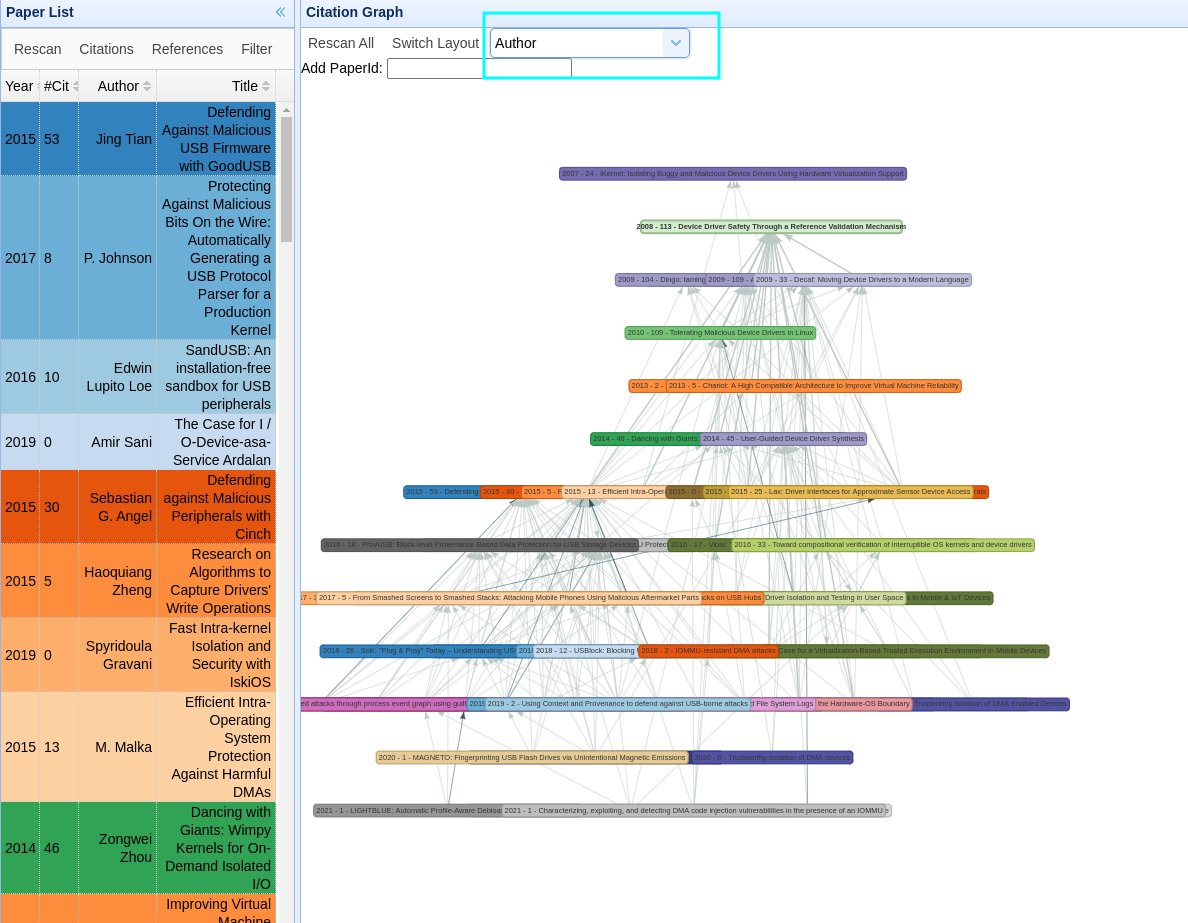 Paper List
Rescan Citations References Filter
Year #Cit Author Title
2015 53 Jing Tian Defending
Against Malicious
USB Firmware
with GoodUSB
2017 8 P. Johnson Protecting
Against Malicious
Bits On the Wire:
Automatically
Generating a
USB Protocol
Parser for a
Production
Kernel
2016 10 Edwin
Lupito Loe SandUSB: An
installation-free
sandbox for USB
peripherals
2019 0 Amir Sani The Case for I /
O-Device-asa-
Service Ardalan
2015 30 Sebastian
G. Angel Defending
against Malicious
Peripherals with
Cinch
2015 5 Haoquiang
Zheng Research on
Algorithms to
Capture Drivers'
Write Operations
2019 0 Spyridoula
Gravani Fast Intra-kernel
Isolation and
Security with
IskiOS
2015 13 M. Malka Efficient Intra-
Operating
System
Protection
Against Harmful
DMAs
2014 46 Zongwei
Zhou Dancing with
Giants: Wimpy
Kernels for On-
Demand Isolated
I/O
Improving Virtual
Machine
Citation Graph
Rescan All Switch Layout Author
Add PaperId:
2007 - 24 - iKernel: Isolating Buggy and Malicious Device Drivers Using Hardware Virtualization Support
2008 - 113 - Device Driver Safety Through a Reference Validation Mechanism
2009 - 104 - Dingo: taming 2009 - 109 - 2009 - 33 - Decaf: Moving Device Drivers to a Modern Language
2010 - 109 - Tolerating Malicious Device Drivers in Linux
2013 - 2 - 2013 - 5 - Chariot: A High Compatible Architecture to Improve Virtual Machine Reliability
2014 - 46 - Dancing with Giants: 2014 - 45 - User-Guided Device Driver Synthesis
2015 - 53 - Defending 2015 - 30 - 2015 - 5 - 2015 - 13 - Efficient Intra-Oper 2015 - 0 - 2015 - 2015 - 25 - Lax: Driver Interfaces for Approximate Sensor Device Access rals
2016 - 18 - ProvUSB: Block-level Provenance-Based Data Protection for USB Storage Devices U Protec 2016 - 17 - 2016 - 33 - Toward compositional verification of interruptible OS kernels and device drivers
2017 - 5 - From Smashed Screens to Smashed Stacks: Attacking Mobile Phones Using Malicious Aftermarket Parts cks on USB Hubs Driver Isolation and Testing in User Space s in Mobile & IoT Devices
2018 - 26 - SoK: "Plug & Pray" Today – Understanding US 2018 - 12 - USBlock: Blocking 2018 - 2 - IOMMU-resistant DMA attacks Case for a Virtualization-Based Trusted Execution Environment in Mobile Devices
ed attacks through process event graph using guilt 2019 2019 - 2 - Using Context and Provenance to defend against USB-borne attacks d File System Logs the Hardware-OS Boundary Trustworthy Isolation of DMA Enabled Devices
2020 - 1 - MAGNETO: Fingerprinting USB Flash Drives via Unintentional Magnetic Emissions 2020 - 0 - Trustworthy isolation of DMA devices
2021 - 1 - LIGHTBLUE: Automatic Profile-Aware Debloa 2021 - 1 - Characterizing, exploiting, and detecting DMA code injection vulnerabilities in the presence of an IOMMU e